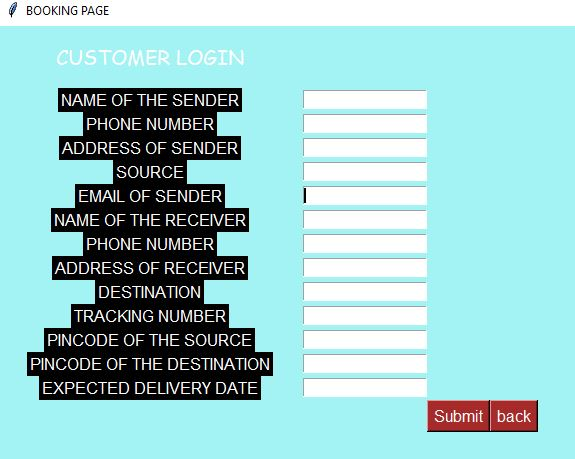 BOOKING PAGE
CUSTOMER LOGIN
NAME OF THE SENDER
PHONE NUMBER
ADDRESS OF SENDER
SOURCE
EMAIL OF SENDER
NAME OF THE RECEIVER
PHONE NUMBER
ADDRESS OF RECEIVER
DESTINATION
TRACKING NUMBER
PINCODE OF THE SOURCE
PINCODE OF THE DESTINATION
EXPECTED DELIVERY DATE
Submit back